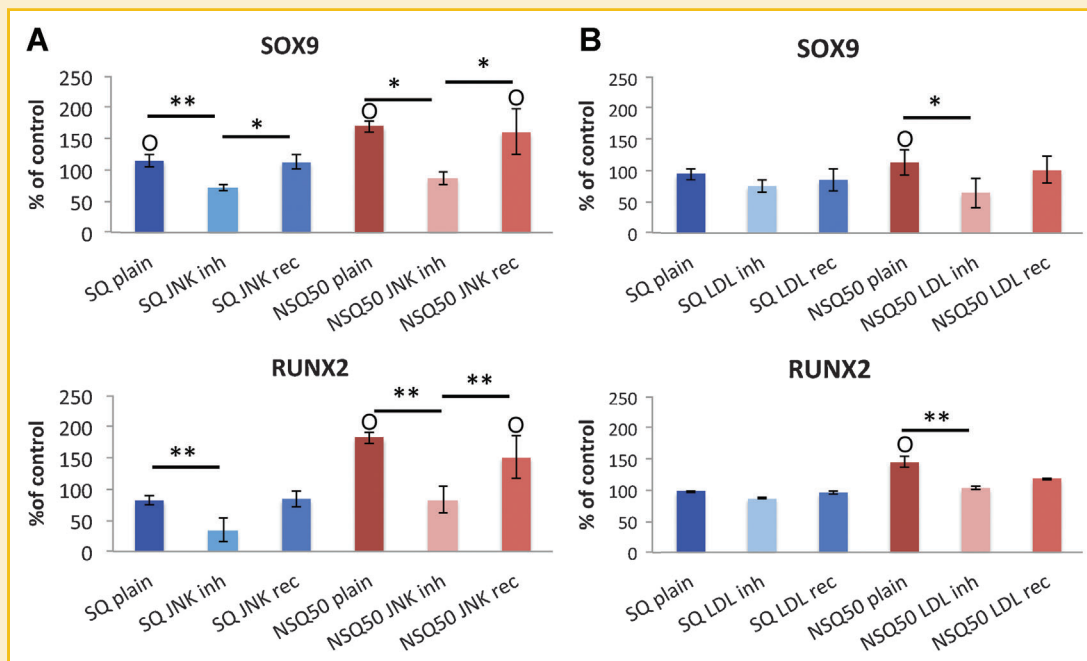 A
SOX9
% of control
250
200
150
100
50
0
**
*
*
*
O
O
O
SQ plain
SQ JNK inh
SQ JNK rec
NSQ50 plain
NSQ50 JNK inh
NSQ50 JNK rec
RUNX2
%of control
250
200
150
100
50
0
**
**
**
O
O
SQ plain
SQ JNK inh
SQ JNK rec
NSQ50 plain
NSQ50 JNK inh
NSQ50 JNK rec
B
SOX9
% of control
250
200
150
100
50
0
*
O
SQ plain
SQ LDL inh
SQ LDL rec
NSQ50 plain
NSQ50 LDL inh
NSQ50 LDL rec
RUNX2
% of control
250
200
150
100
50
0
**
O
SQ plain
SQ LDL inh
SQ LDL rec
NSQ50 plain
NSQ50 LDL inh
NSQ50 LDL rec